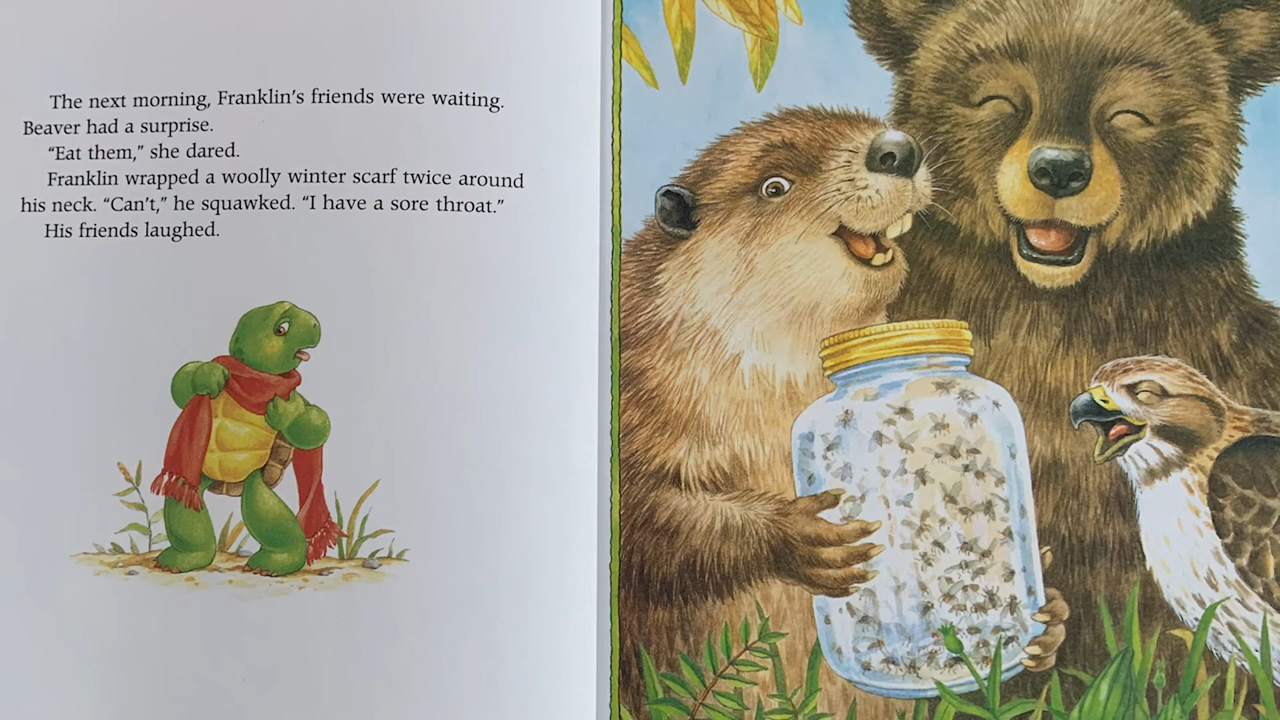 The next morning, Franklin's friends were waiting.
Beaver had a surprise.
“Eat them,” she dared.
Franklin wrapped a woolly winter scarf twice around
his neck. “Can't,” he squawked. “I have a sore throat.”
His friends laughed.